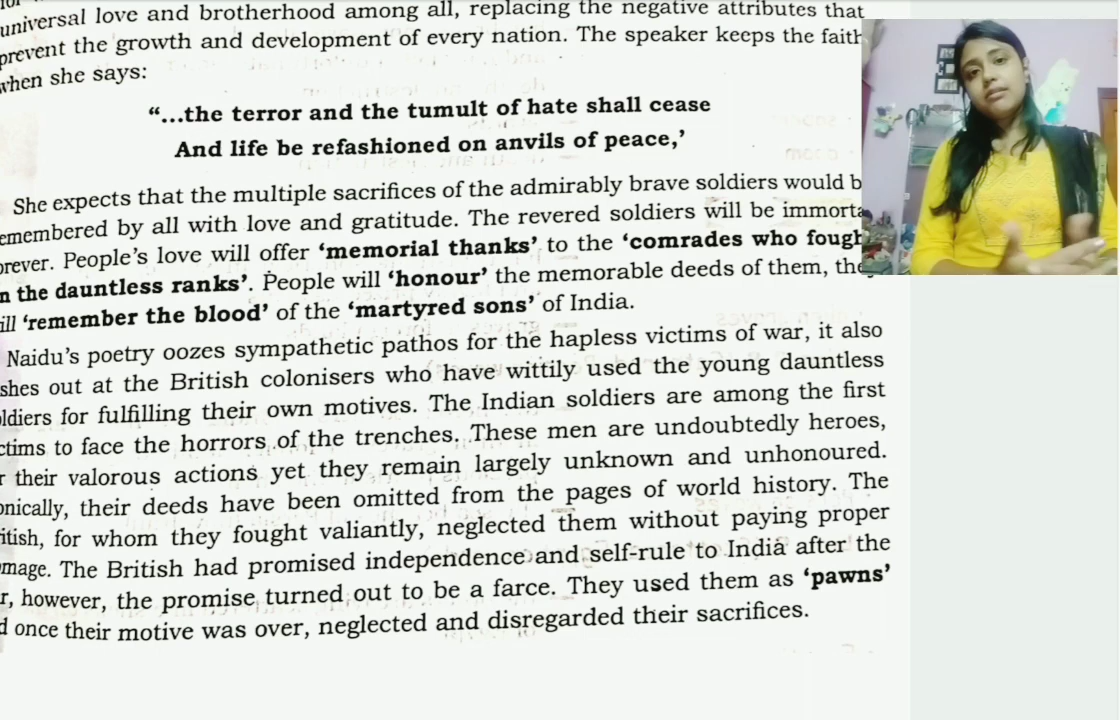 universal love and brotherhood among all, replacing the negative attributes that
prevent the growth and development of every nation. The speaker keeps the faith
when she says:
“...the terror and the tumult of hate shall cease
And life be refashioned on anvils of peace,’
She expects that the multiple sacrifices of the admirably brave soldiers would b
emembered by all with love and gratitude. The revered soldiers will be immorta
orever. People’s love will offer ‘memorial thanks’ to the ‘comrades who fough
n the dauntless ranks’. People will ‘honour’ the memorable deeds of them, they
ill ‘remember the blood’ of the ‘martyred sons’ of India.
Naidu’s poetry oozes sympathetic pathos for the hapless victims of war, it also
shes out at the British colonisers who have wittily used the young dauntless
oldiers for fulfilling their own motives. The Indian soldiers are among the first
ctims to face the horrors of the trenches. These men are undoubtedly heroes,
r their valorous actions yet they remain largely unknown and unhonoured.
onically, their deeds have been omitted from the pages of world history. The
itish, for whom they fought valiantly, neglected them without paying proper
mage. The British had promised independence and self-rule to India after the
r, however, the promise turned out to be a farce. They used them as ‘pawns’
d once their motive was over, neglected and disregarded their sacrifices.